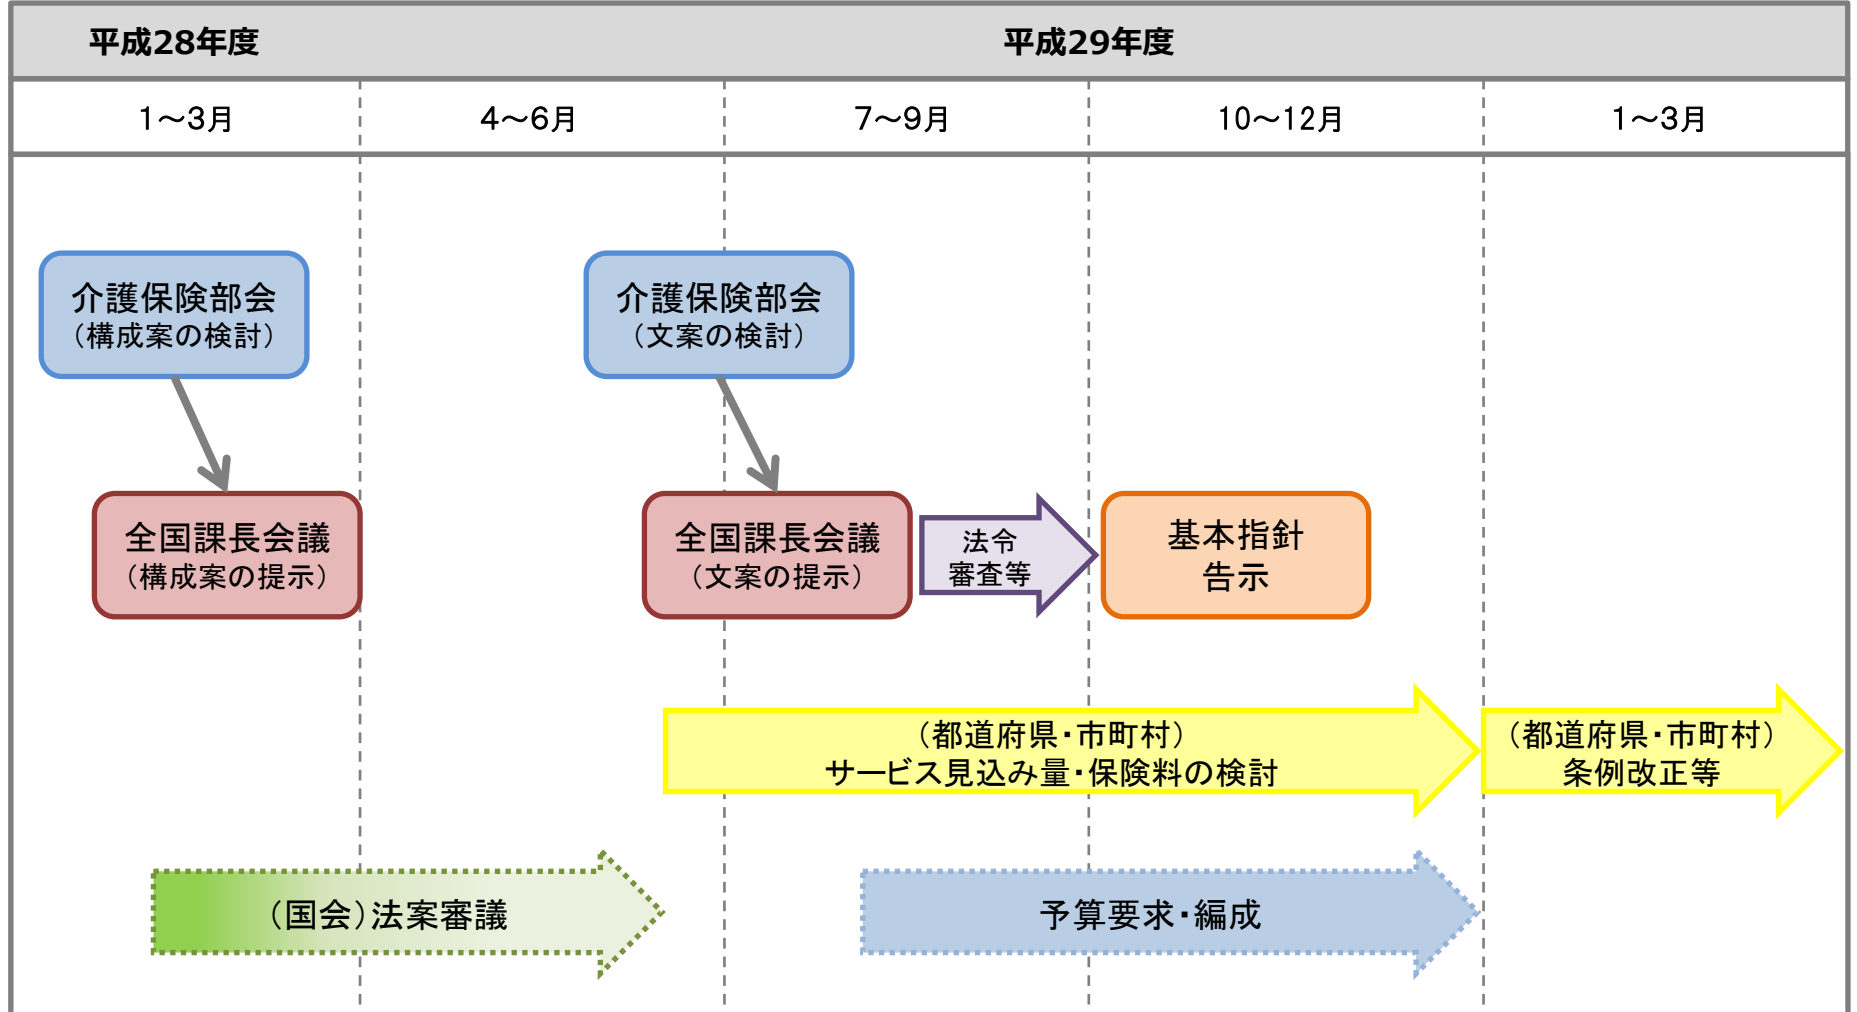 平成28年度
平成29年度
1～3月
4～6月
7～9月
10～12月
1～3月
介護保険部会
（構成案の検討）
介護保険部会
（文案の検討）
全国課長会議
（構成案の提示）
全国課長会議
（文案の提示）
法令
審査等
基本指針
告示
（都道府県・市町村）
サービス見込み量・保険料の検討
（都道府県・市町村）
条例改正等
（国会）法案審議
予算要求・編成